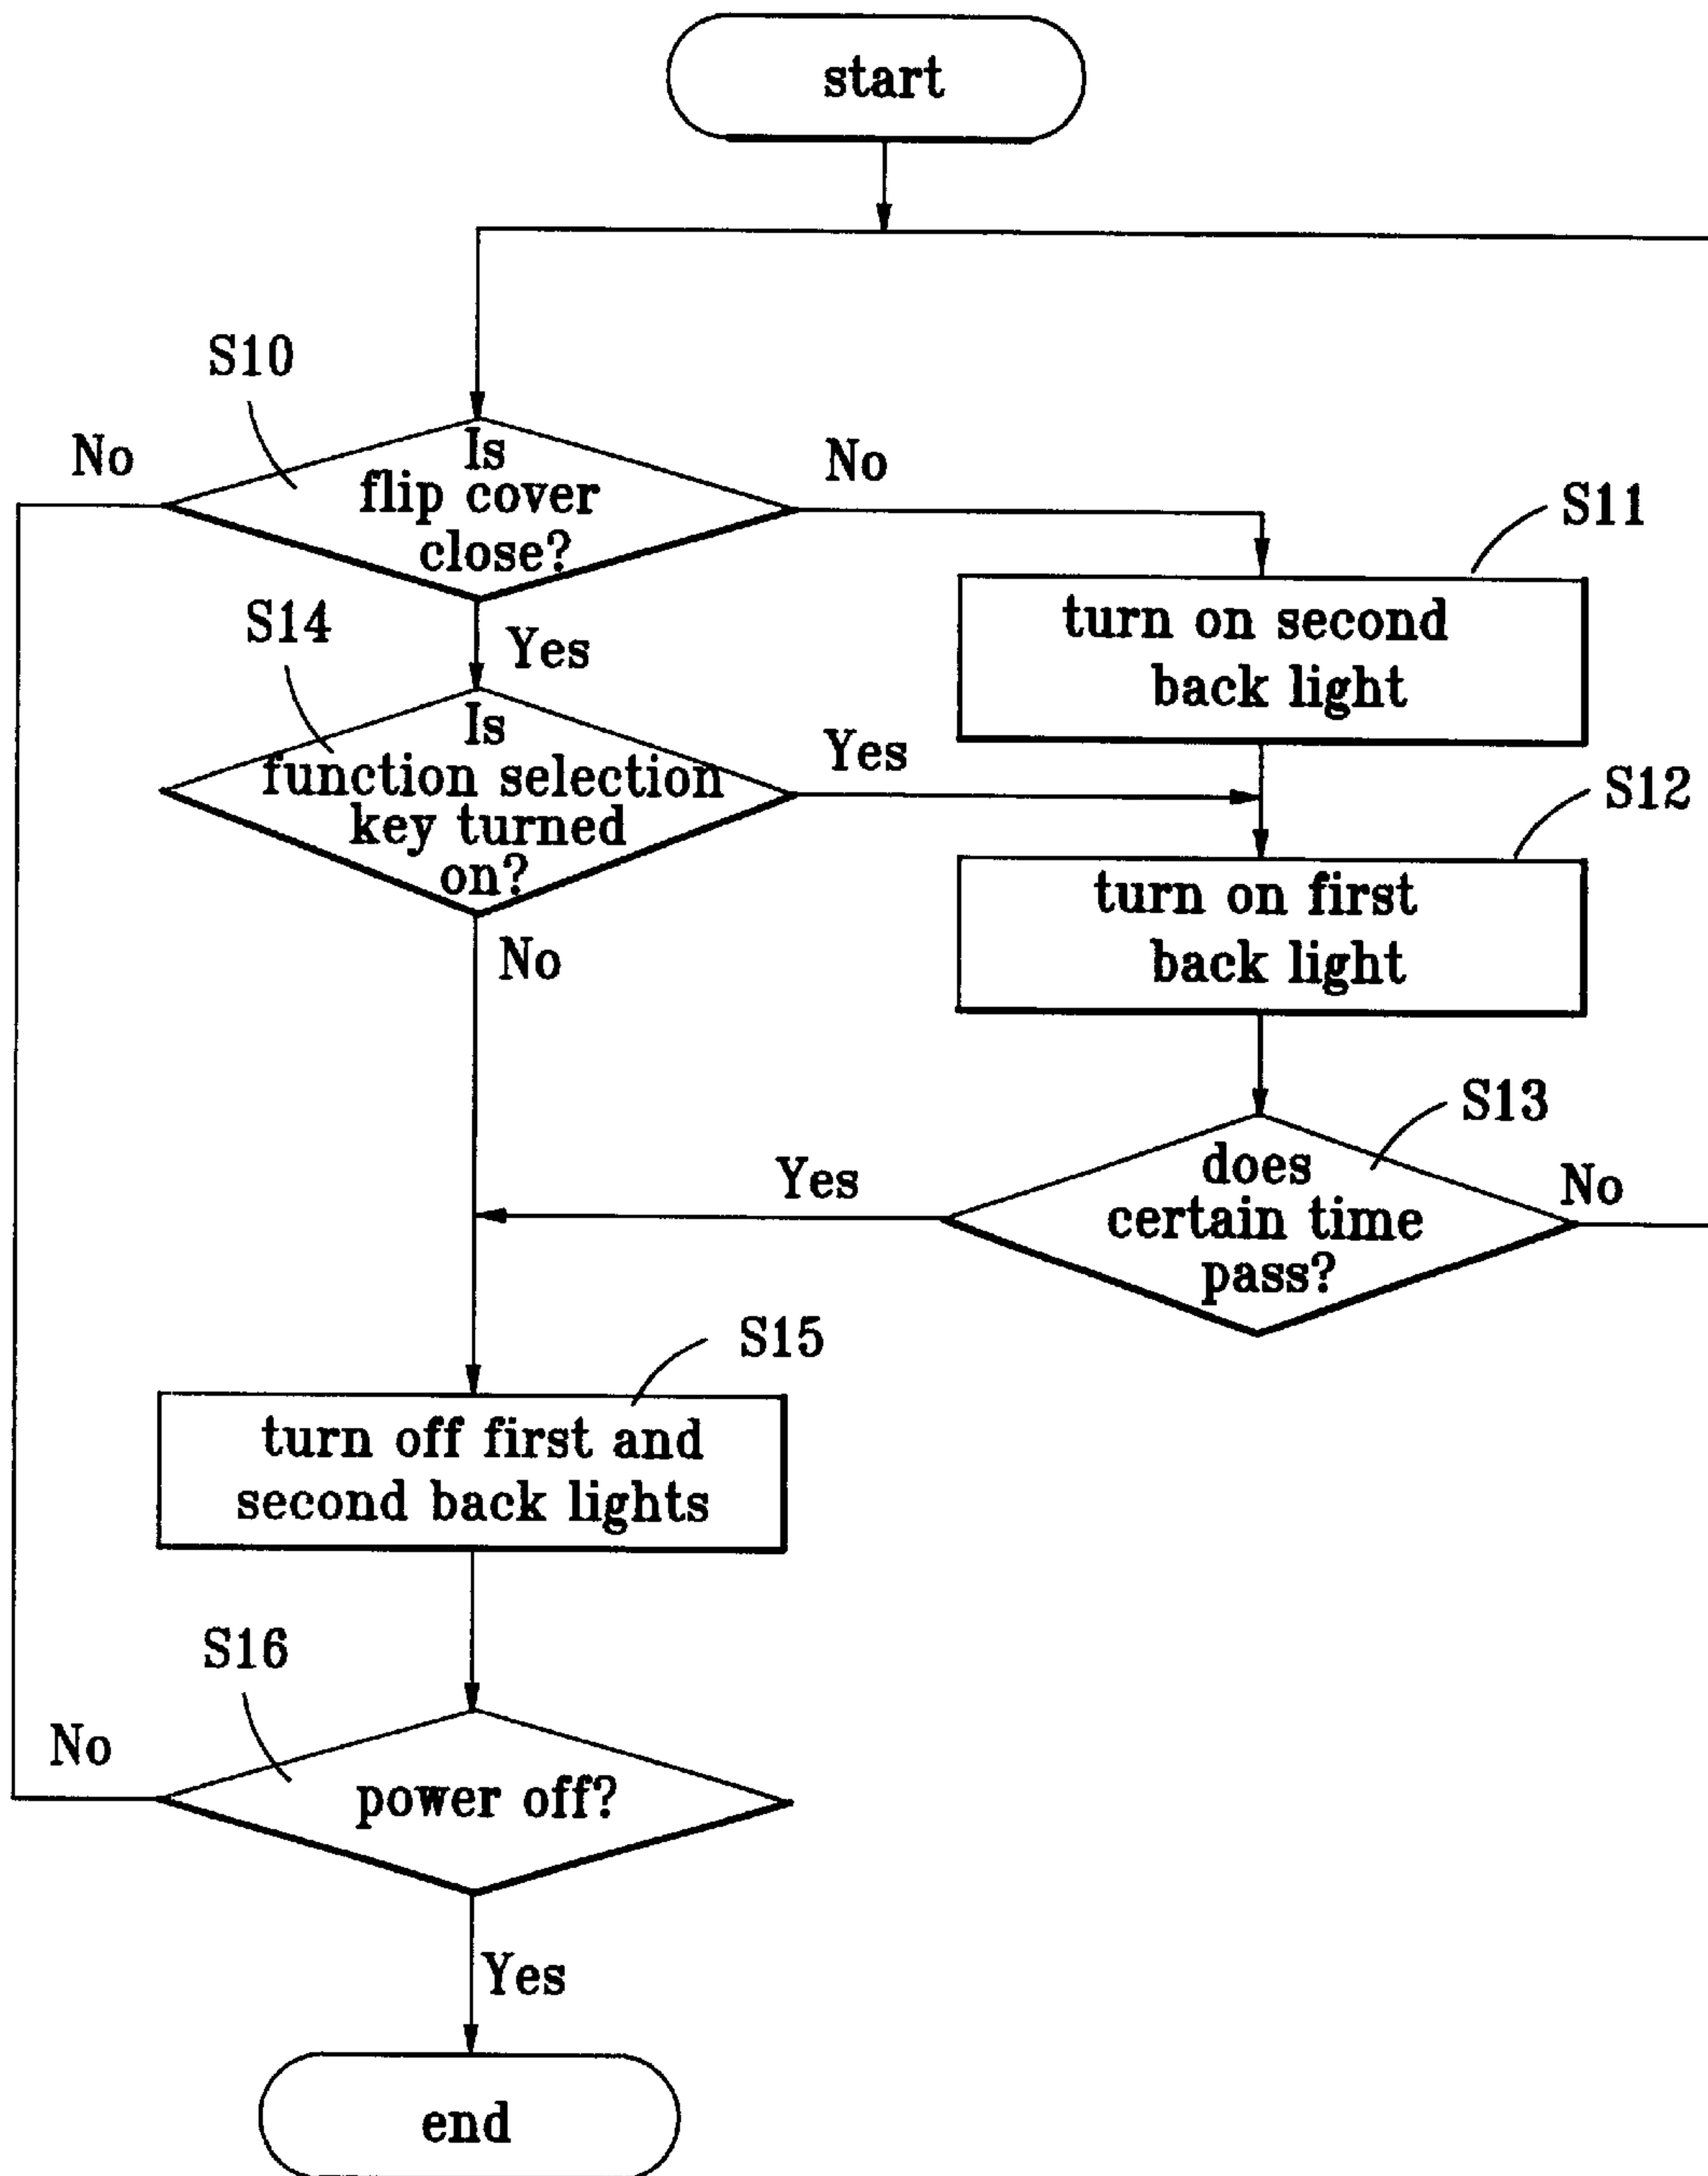 start
S10
No
Is
flip cover
close?
No
S11
turn on second
back light
S14
Yes
Is
function selection
key turned
on?
Yes
S12
turn on first
back light
No
S13
does
certain time
pass?
Yes
No
S15
turn off first and
second back lights
S16
No
power off?
Yes
end